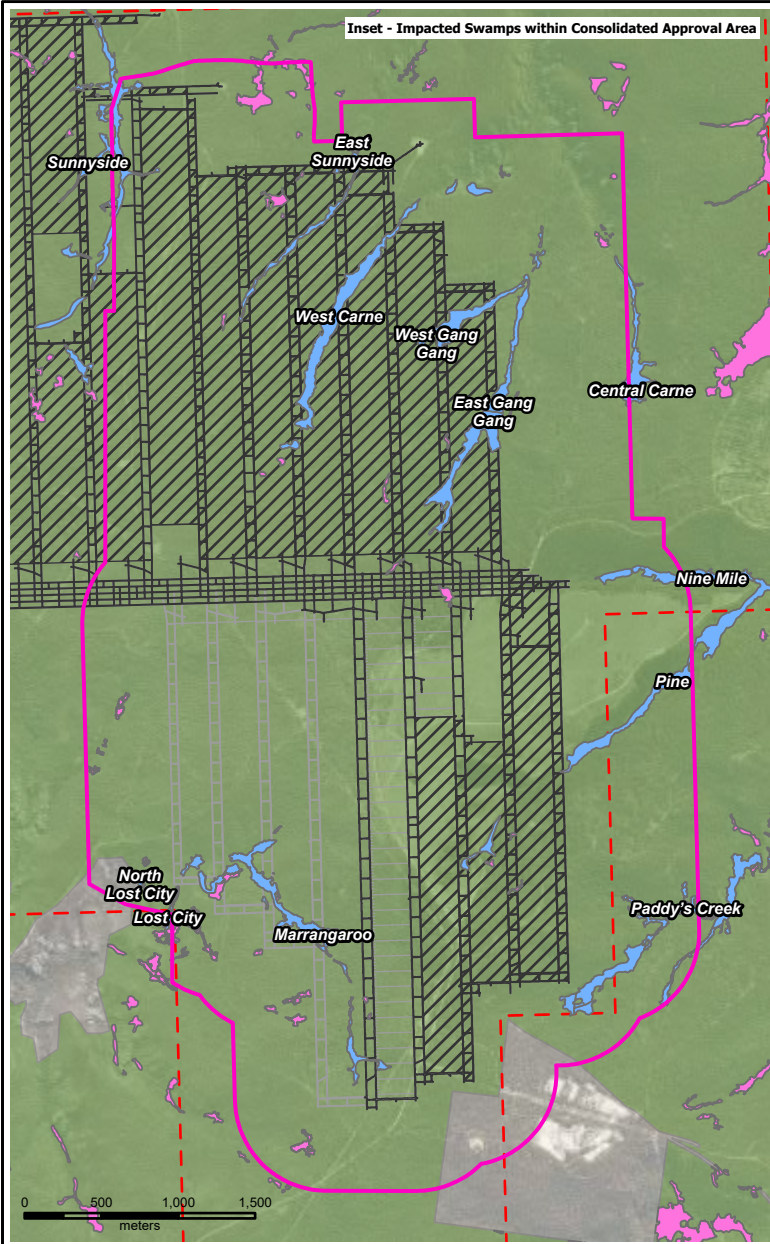 Inset - Impacted Swamps within Consolidated Approval Area
East
Sunnyside
Sunnyside
West Carne
West Gang
Gang
Central Carne
East Gang
Gang
Nine Mile
Pine
North
Lost City
Lost City
Paddy's Creek
Marrangaroo
0 500 1,000 1,500
meters